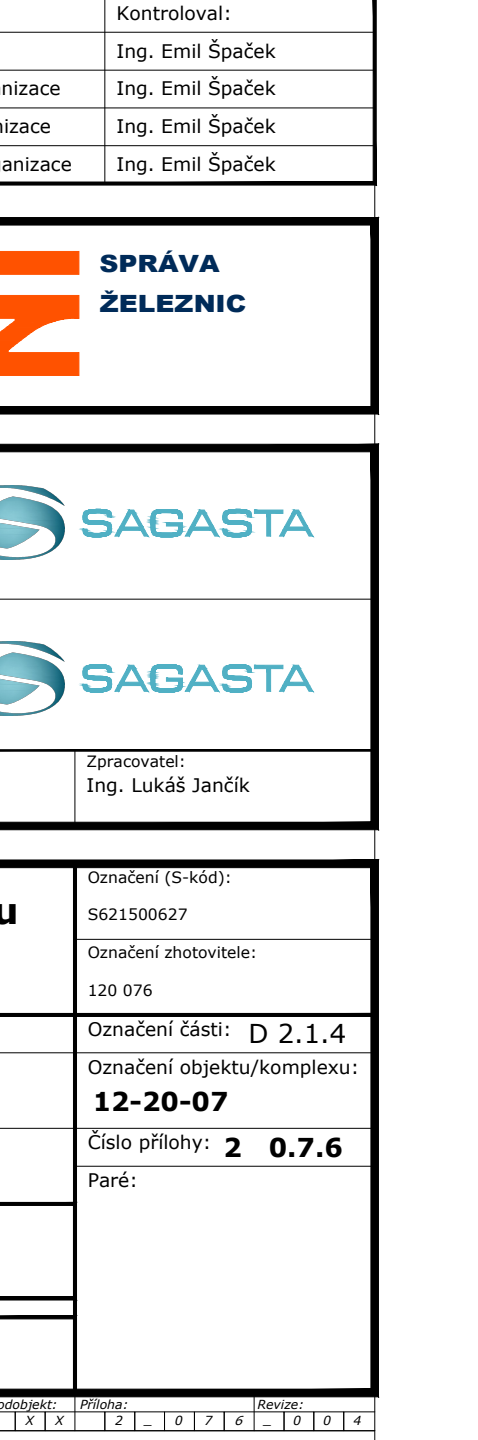 Kontroloval:
Ing. Emil Špaček
nizace Ing. Emil Špaček
nizace Ing. Emil Špaček
anizace Ing. Emil Špaček
SPRÁVA
ŽELEZNIC
SAGASTA
SAGASTA
Zpracovatel:
Ing. Lukáš Jančík
u
Označení (S-kód):
S621500627
Označení zhotovitele:
120 076
Označení části: D 2.1.4
Označení objektu/komplexu:
12-20-07
Číslo přílohy: 2 0.7.6
Paré:
odobjekt: Příloha: Revize:
X X 2 _ 0 7 6 _ 0 0 4